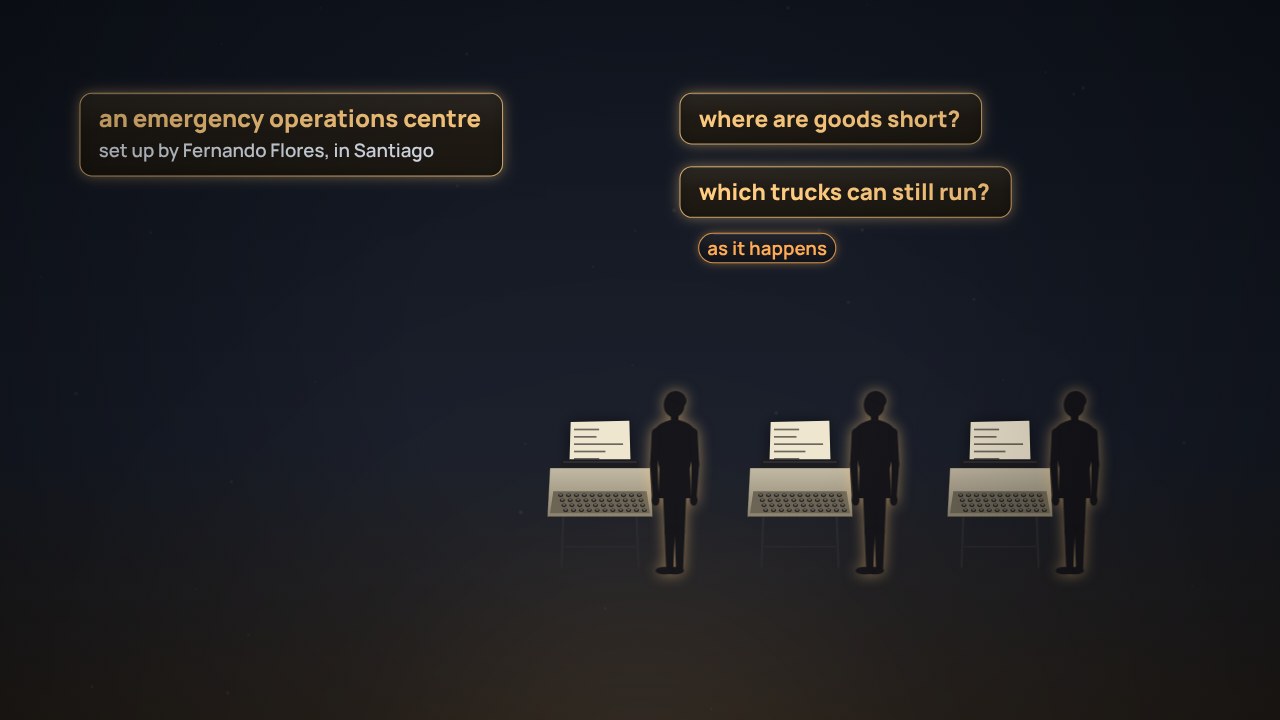 an emergency operations centre
set up by Fernando Flores, in Santiago
where are goods short?
which trucks can still run?
as it happens